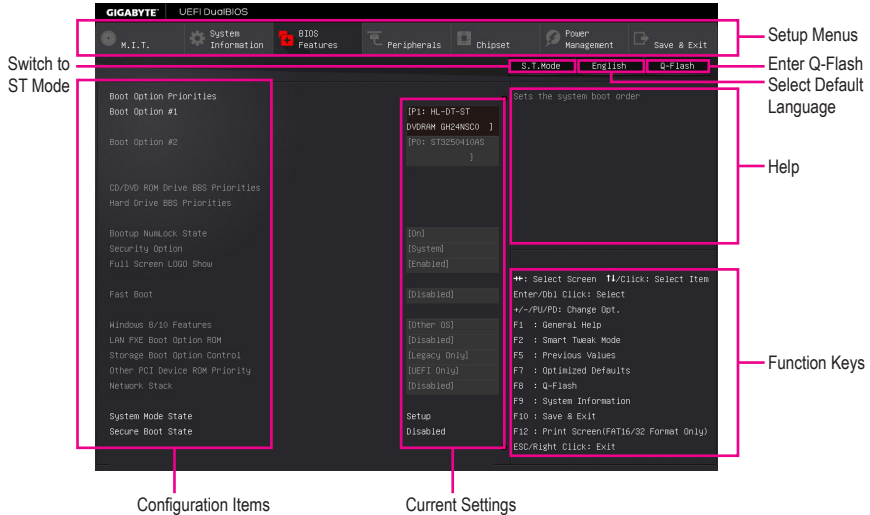 GIGABYTE™ UEFI DualBIOS
M.I.T. System Information BIOS Features Peripherals Chipset Power Management Save & Exit
Setup Menus
Switch to ST Mode
S.T.Mode English Q-Flash
Enter Q-Flash
Select Default Language
Boot Option Priorities
Boot Option #1 [P1: HL-DT-ST
DVDRAM GH24NSC0 ]
Boot Option #2 [P0: ST3250410AS
]
CD/DVD ROM Drive BBS Priorities
Hard Drive BBS Priorities
Bootup NumLock State [On]
Security Option [System]
Full Screen LOGO Show [Enabled]
Fast Boot [Disabled]
Windows 8/10 Features [Other OS]
LAN PXE Boot Option ROM [Disabled]
Storage Boot Option Control [Legacy Only]
Other PCI Device ROM Priority [UEFI Only]
Network Stack [Disabled]
System Mode State Setup
Secure Boot State Disabled
Sets the system boot order
Help
→←: Select Screen ↑↓/Click: Select Item
Enter/Dbl Click: Select
+/-/PU/PD: Change Opt.
F1 : General Help
F2 : Smart Tweak Mode
F5 : Previous Values
F7 : Optimized Defaults
F8 : Q-Flash
F9 : System Information
F10 : Save & Exit
F12 : Print Screen(FAT16/32 Format Only)
ESC/Right Click: Exit
Function Keys
Configuration Items
Current Settings